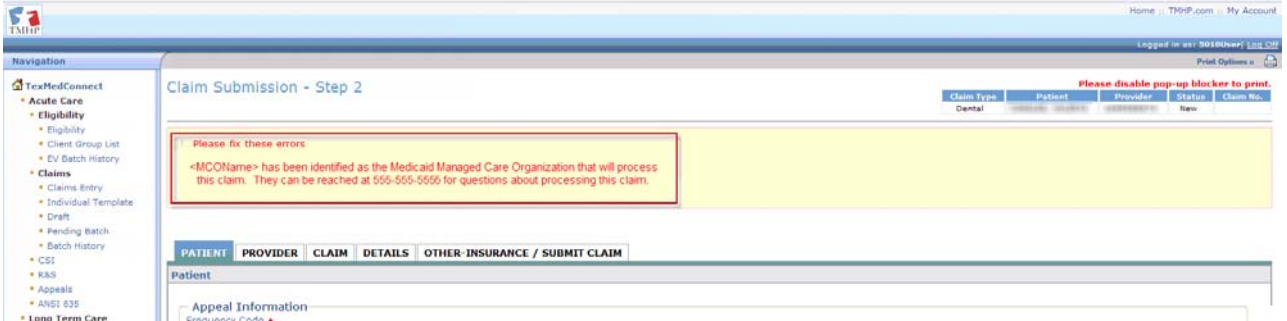 Home :: TMHP.com :: My Account
TMHP
Logged in as: 5010User| Log Off
Navigation
Print Options »
TexMedConnect
Acute Care
Eligibility
Eligibility
Client Group List
EV Batch History
Claims
Claims Entry
Individual Template
Draft
Pending Batch
Batch History
CSI
R&S
Appeals
ANSI 835
Long Term Care
Claim Submission - Step 2
Please disable pop-up blocker to print.
Claim Type Patient Provider Status Claim No.
Dental New
Please fix these errors
<MCOName> has been identified as the Medicaid Managed Care Organization that will process
this claim. They can be reached at 555-555-5555 for questions about processing this claim.
PATIENT PROVIDER CLAIM DETAILS OTHER-INSURANCE / SUBMIT CLAIM
Patient
Appeal Information
Frequency Code